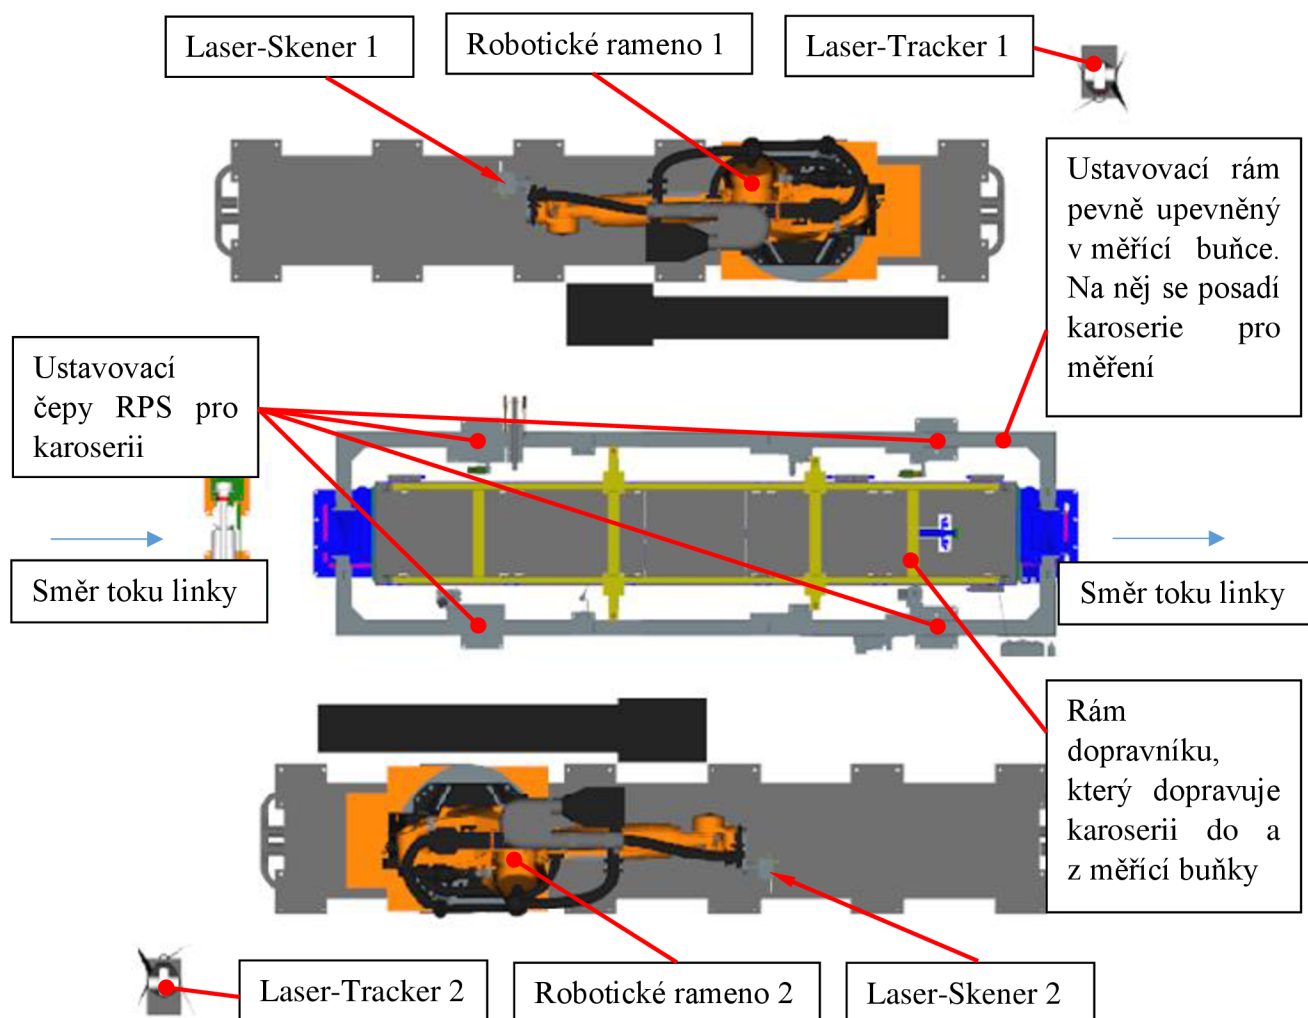 Laser-Skener 1
Robotické rameno 1
Laser-Tracker 1
Ustavovací rám
pevně upevněný
v měřící buňce.
Na něj se posadí
karoserie pro
měření
Ustavovací
čepy RPS pro
karoserii
Směr toku linky
Směr toku linky
Rám
dopravníku,
který dopravuje
karoserii do a
z měřící buňky
Laser-Tracker 2
Robotické rameno 2
Laser-Skener 2